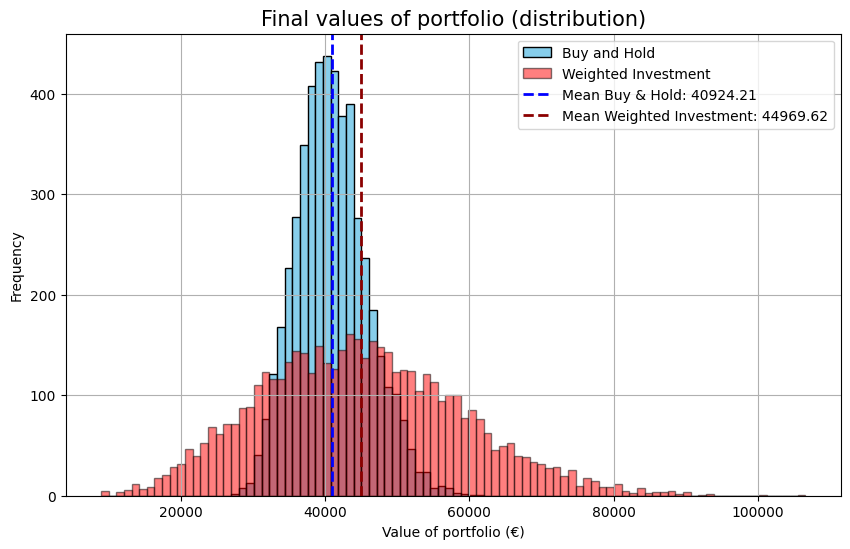 Final values of portfolio (distribution)
Buy and Hold
Weighted Investment
Mean Buy & Hold: 40924.21
Mean Weighted Investment: 44969.62
Frequency
400
300
200
100
0
20000
40000
60000
80000
100000
Value of portfolio (€)